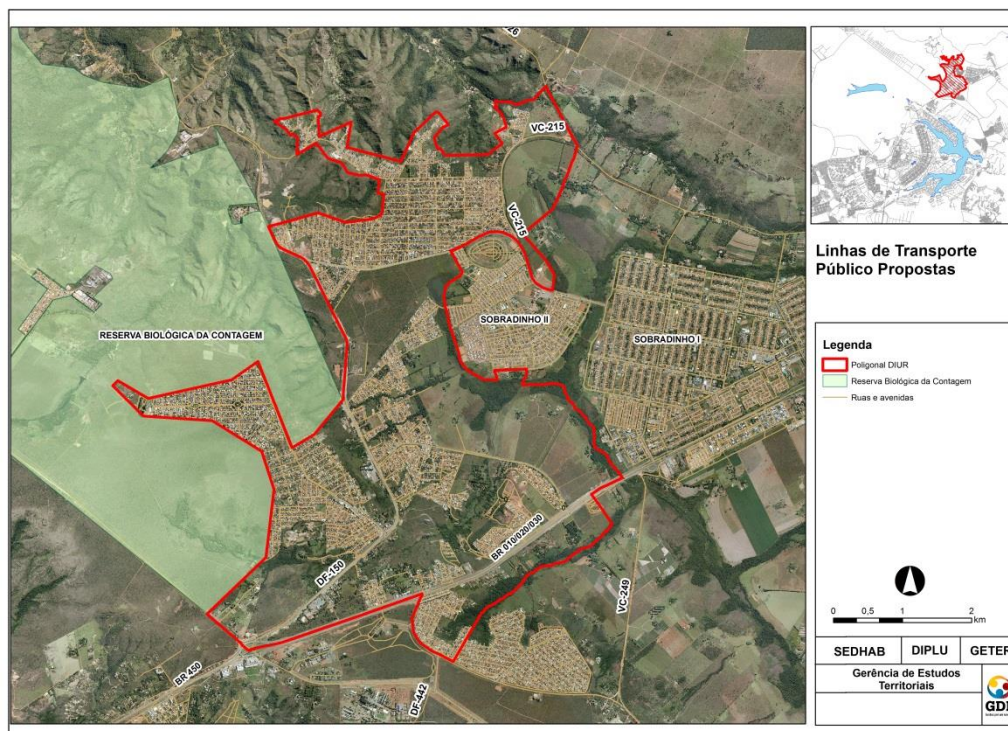 26
VC-215
VC-215
RESERVA BIOLÓGICA DA CONTAGEM
SOBRADINHO II
SOBRADINHO I
BR 010/020/030
DF-150
VC-249
BR 450
DF-442
Linhas de Transporte
Público Propostas
Legenda
Poligonal DIUR
Reserva Biológica da Contagem
Ruas e avenidas
0 0,5 1 2
km
SEDHAB DIPLU GETER
Gerência de Estudos
Territoriais
GDF